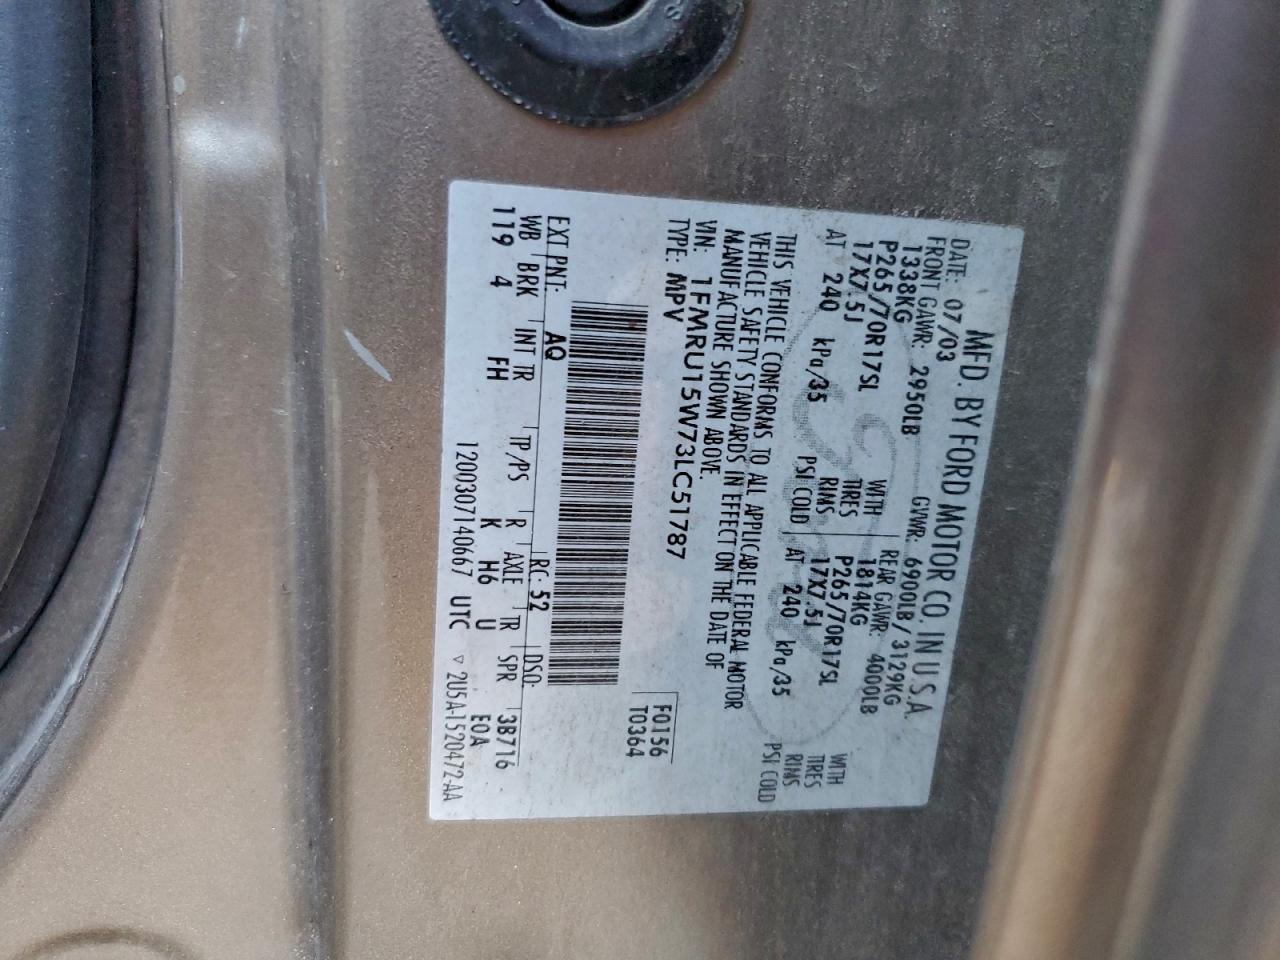 MFD. BY FORD MOTOR CO. IN U.S.A.
DATE: 07/03 GVWR: 6900LB/3129KG
FRONT GAWR: 2950LB REAR GAWR: 4000LB
1338KG WITH 1814KG WITH
P265/70R17SL TIRES P265/70R17SL TIRES
17X7.5J RIMS 17X7.5J RIMS
AT 240 kPa/35 PSI COLD AT 240 kPa/35 PSI COLD
THIS VEHICLE CONFORMS TO ALL APPLICABLE FEDERAL MOTOR
VEHICLE SAFETY STANDARDS IN EFFECT ON THE DATE OF
MANUFACTURE SHOWN ABOVE.
VIN: 1FMRU15W73LC51787
TYPE: MPV
F0156
T0364
EXT PNT: AQ RC: 52 DSO:
WB BRK INT TR TP/PS R AXLE TR SPR 3B716
119 4 FH K H6 U E0A
1200307140667 UTC ▽ 2U5A-1520472-AA